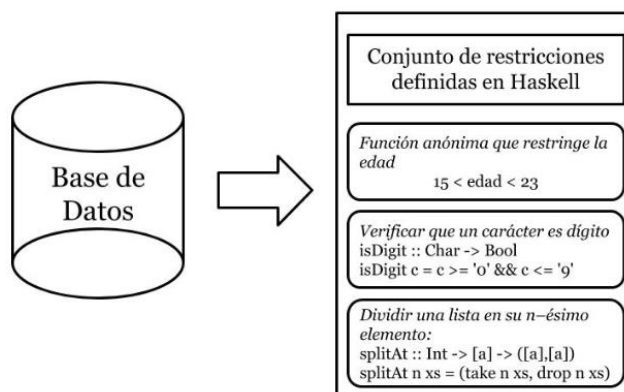 Base de
Datos
Conjunto de restricciones
definidas en Haskell
Función anónima que restringe la
edad
15 < edad < 23
Verificar que un carácter es dígito
isDigit :: Char -> Bool
isDigit c = c >= '0' && c <= '9'
Dividir una lista en su n–ésimo
elemento:
splitAt :: Int -> [a] -> ([a],[a])
splitAt n xs = (take n xs, drop n xs)